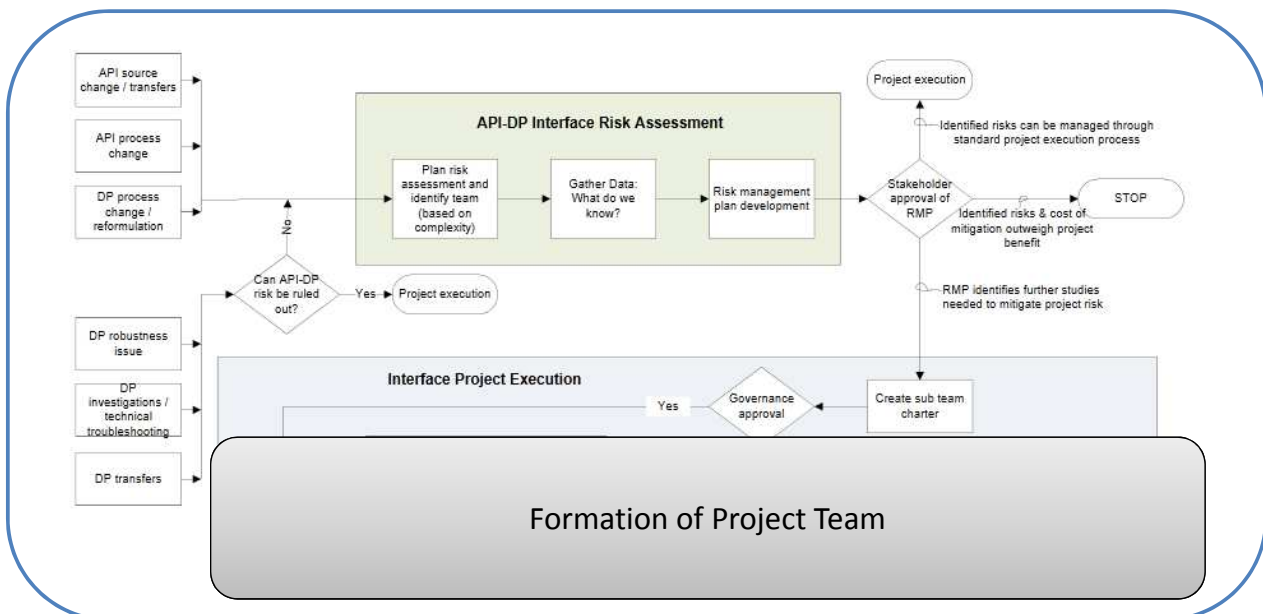 API source
change / transfers
API process
change
DP process
change /
reformulation
API-DP Interface Risk Assessment
Plan risk
assessment and
identify team
(based on
complexity)
Gather Data:
What do we
know?
Risk management
plan development
Project execution
Identified risks can be managed through
standard project execution process
Stakeholder
approval of
RMP
STOP
Identified risks & cost of
mitigation outweigh project
benefit
No
Can API-DP
risk be ruled
out?
Yes
Project execution
RMP identifies further studies
needed to mitigate project risk
DP robustness
issue
DP
investigations /
technical
troubleshooting
DP transfers
Interface Project Execution
Yes
Governance
approval
Create sub team
charter
Formation of Project Team